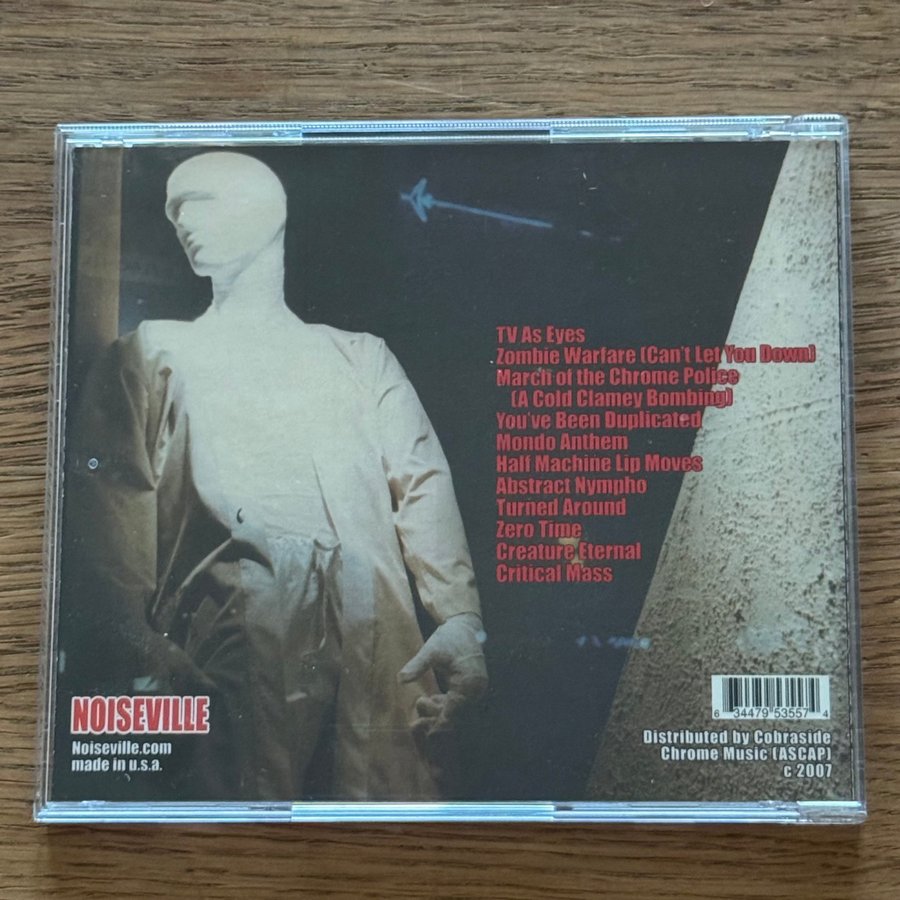 TV As Eyes
Zombie Warfare (Can't Let You Down)
March of the Chrome Police
(A Cold Clamey Bombing)
You've Been Duplicated
Mondo Anthem
Half Machine Lip Moves
Abstract Nympho
Turned Around
Zero Time
Creature Eternal
Critical Mass
NOISEVILLE
Noiseville.com
made in u.s.a.
6 34479 53557 4
Distributed by Cobraside
Chrome Music (ASCAP)
c 2007